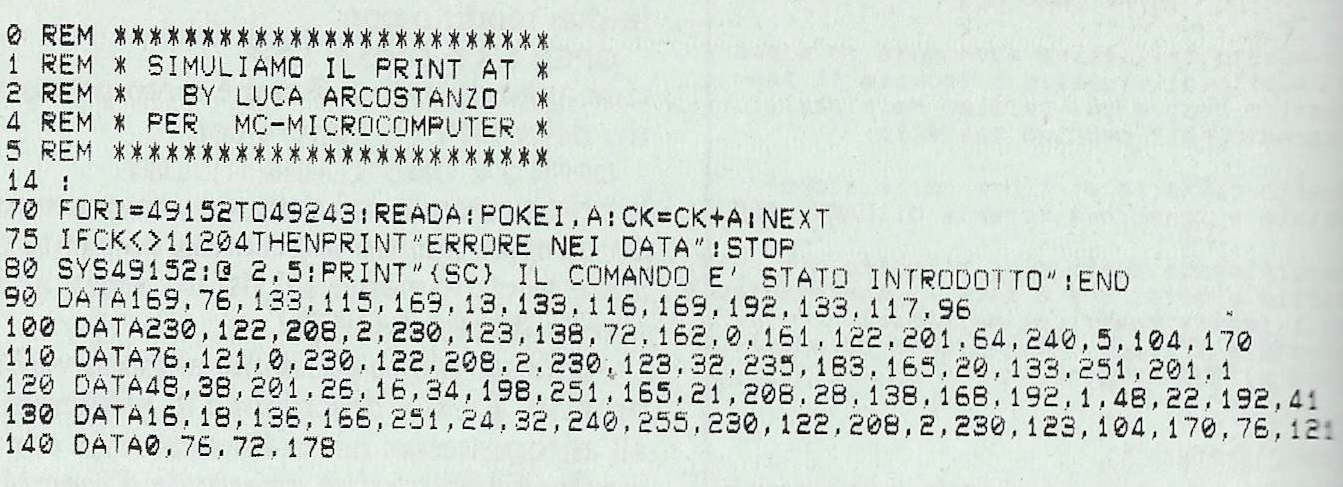 0 REM *************************
1 REM * SIMULIAMO IL PRINT AT *
2 REM *   BY LUCA ARCOSTANZO  *
4 REM * PER  MC-MICROCOMPUTER *
5 REM *************************
14 :
70 FORI=49152TO49243:READA:POKEI,A:CK=CK+A:NEXT
75 IFCK<>11204THENPRINT"ERRORE NEI DATA":STOP
80 SYS49152:@ 2,5:PRINT"(SC) IL COMANDO E' STATO INTRODOTTO":END
90 DATA169,76,133,115,169,13,133,116,169,192,133,117,96
100 DATA230,122,208,2,230,123,138,72,162,0,161,122,201,64,240,5,104,170
110 DATA76,121,0,230,122,208,2,230,123,32,235,183,165,20,133,251,201,1
120 DATA48,38,201,26,16,34,198,251,165,21,208,28,138,168,192,1,48,22,192,41
130 DATA16,18,136,166,251,24,32,240,255,230,122,208,2,230,123,104,170,76,121
140 DATA0,76,72,178